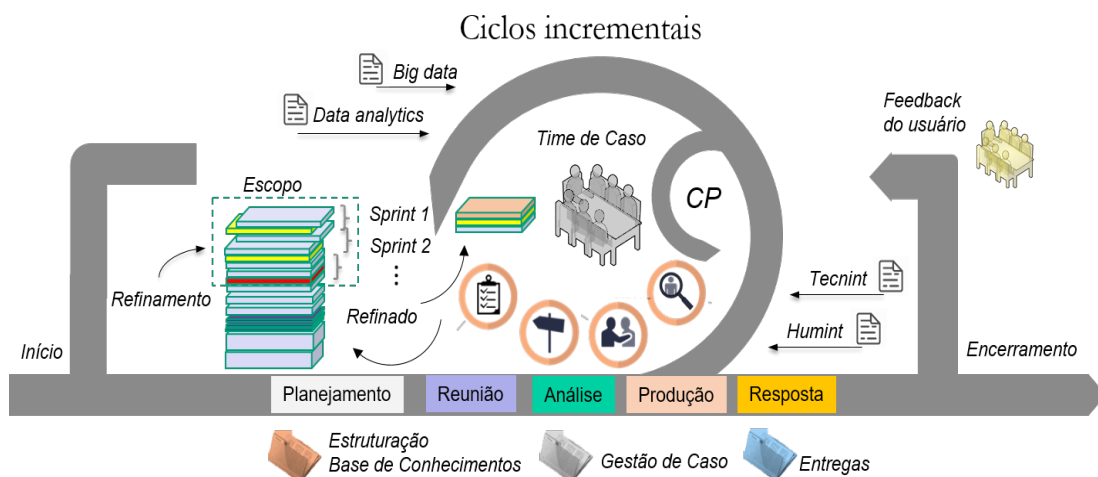 Ciclos incrementais
Big data
Data analytics
Feedback
do usuário
Time de Caso
CP
Escopo
Sprint 1
Sprint 2
⋮
Refinamento
Refinado
Tecnint
Humint
Início
Encerramento
Planejamento
Reunião
Análise
Produção
Resposta
Estruturação
Base de Conhecimentos
Gestão de Caso
Entregas